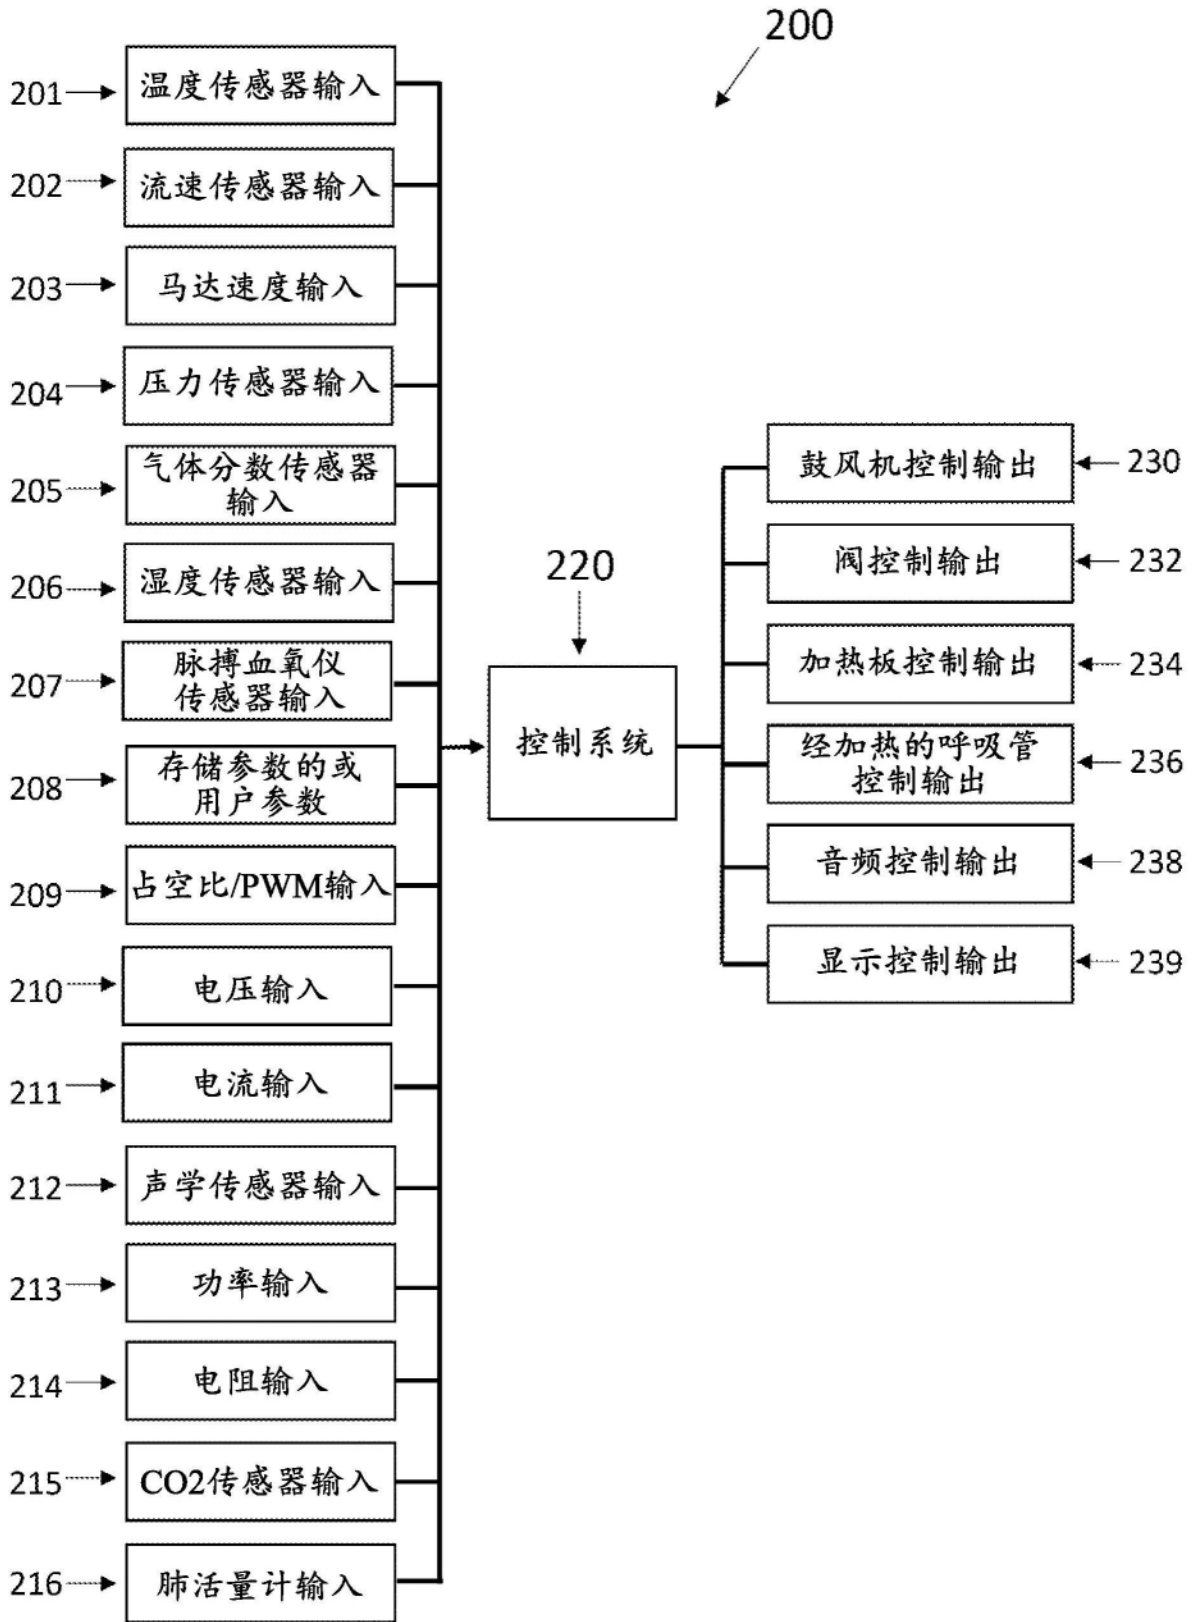 200
201
温度传感器输入
202
流速传感器输入
203
马达速度输入
204
压力传感器输入
205
气体分数传感器
输入
206
湿度传感器输入
207
脉搏血氧仪
传感器输入
208
存储参数的或
用户参数
209
占空比/PWM输入
210
电压输入
211
电流输入
212
声学传感器输入
213
功率输入
214
电阻输入
215
CO2传感器输入
216
肺活量计输入
220
控制系统
鼓风机控制输出
230
阀控制输出
232
加热板控制输出
234
经加热的呼吸管
控制输出
236
音频控制输出
238
显示控制输出
239